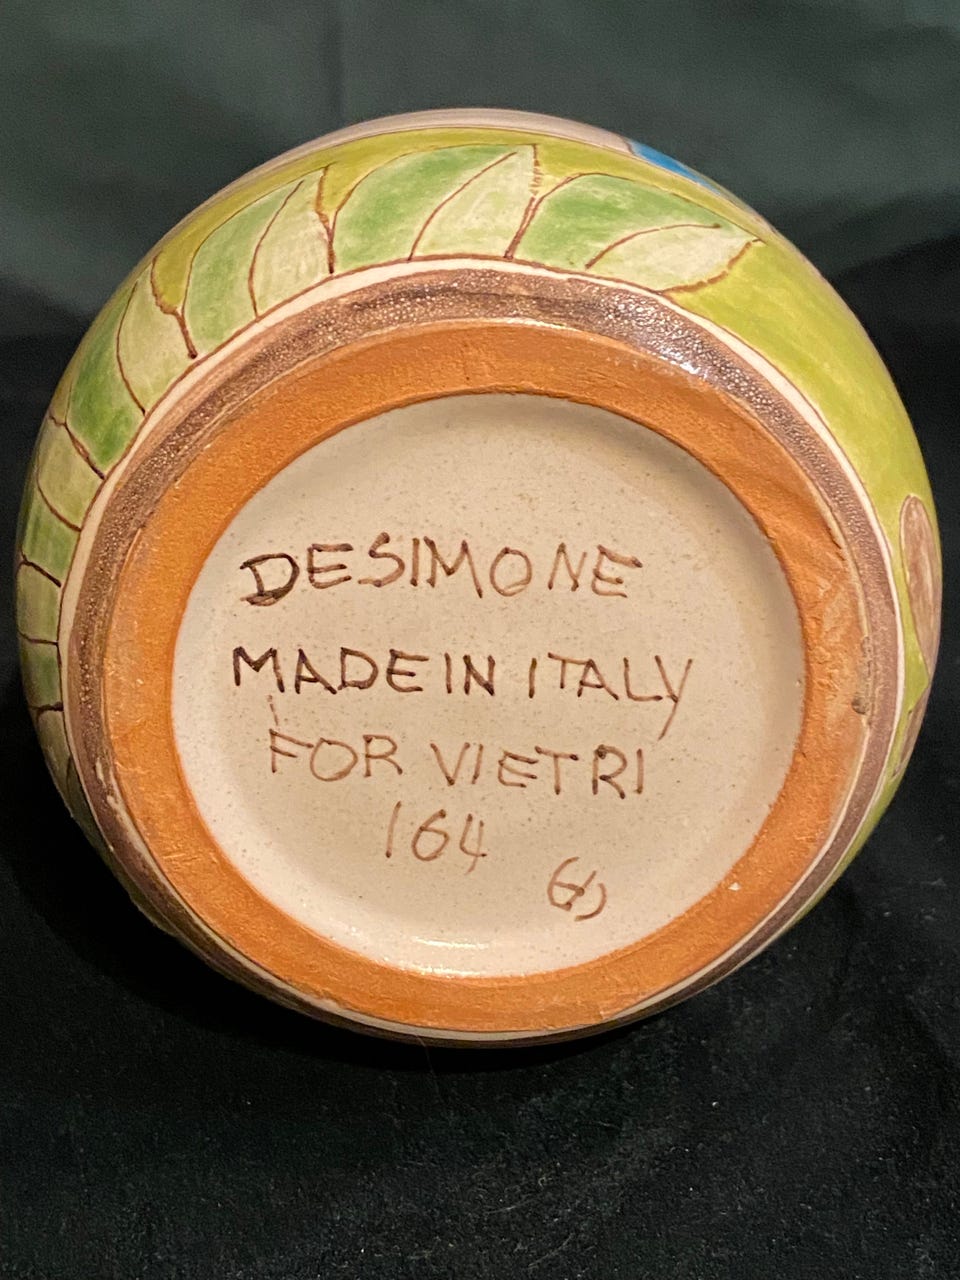 DESIMONE
MADE IN ITALY
FOR VIETRI
164